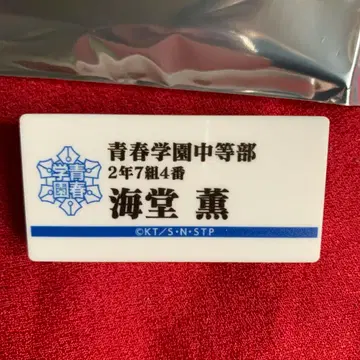 青春学園中等部
2年7組4番
海堂 薫
学青
園春
©KT/S・N・STP